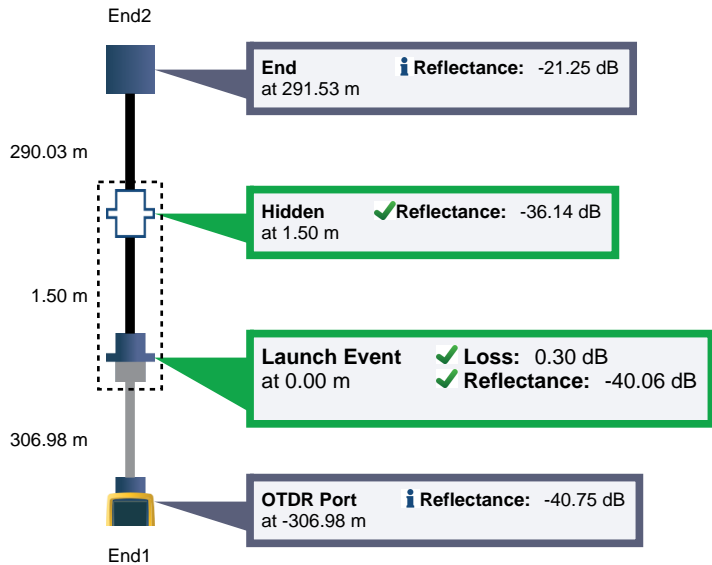 End2
End
Reflectance: -21.25 dB
at 291.53 m
290.03 m
Hidden
Reflectance: -36.14 dB
at 1.50 m
1.50 m
Launch Event
Loss: 0.30 dB
at 0.00 m
Reflectance: -40.06 dB
306.98 m
OTDR Port
Reflectance: -40.75 dB
at -306.98 m
End1